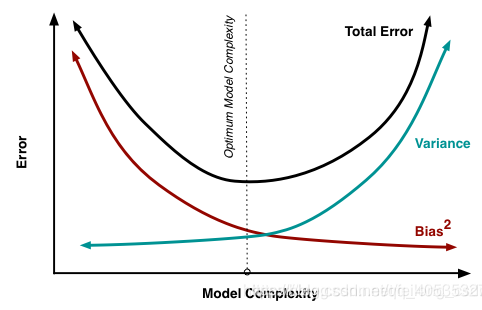 Total Error
Optimum Model Complexity
Variance
Error
Bias²
Model Complexity